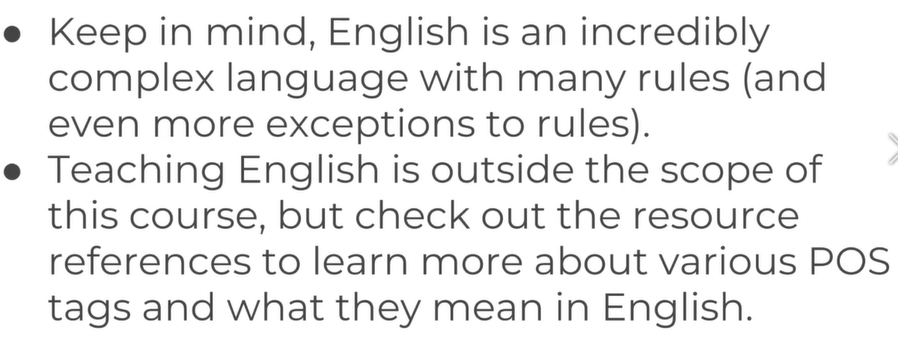 ● Keep in mind, English is an incredibly
complex language with many rules (and
even more exceptions to rules).
● Teaching English is outside the scope of
this course, but check out the resource
references to learn more about various POS
tags and what they mean in English.